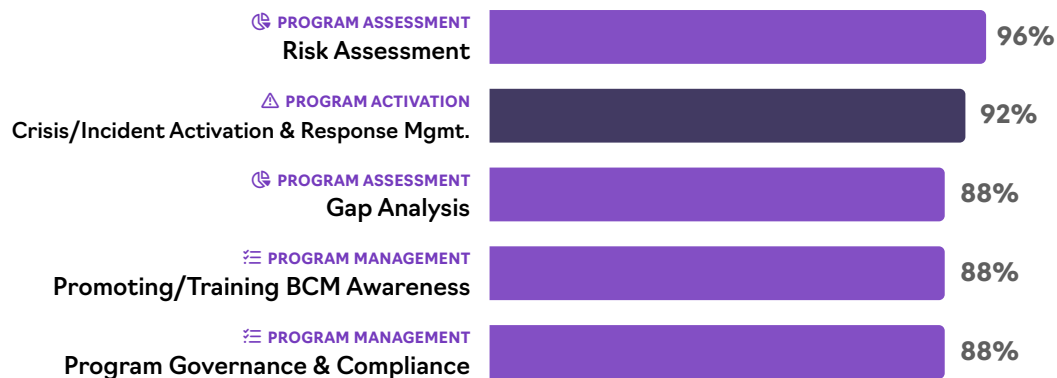 PROGRAM ASSESSMENT
Risk Assessment
96%
PROGRAM ACTIVATION
Crisis/Incident Activation & Response Mgmt.
92%
PROGRAM ASSESSMENT
Gap Analysis
88%
PROGRAM MANAGEMENT
Promoting/Training BCM Awareness
88%
PROGRAM MANAGEMENT
Program Governance & Compliance
88%